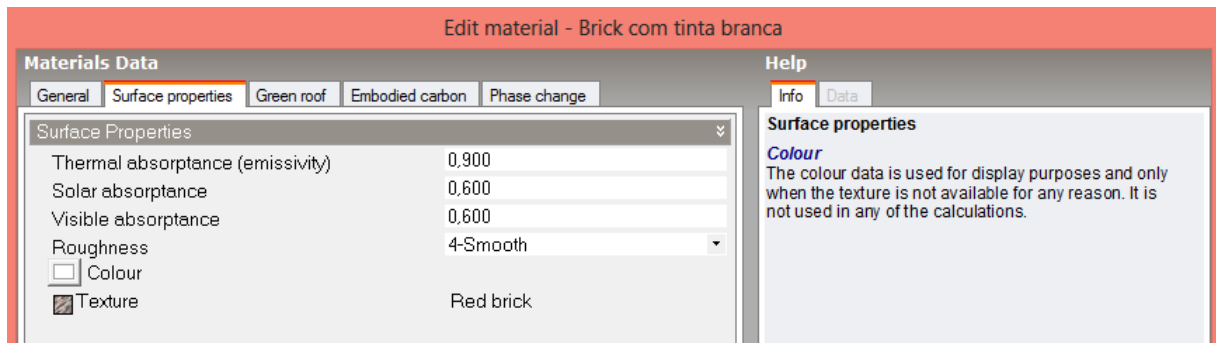 Edit material - Brick com tinta branca
Materials Data
General Surface properties Green roof Embodied carbon Phase change
Surface Properties
Thermal absorptance (emissivity) 0,900
Solar absorptance 0,600
Visible absorptance 0,600
Roughness 4-Smooth
Colour
Texture Red brick
Help
Info Data
Surface properties
Colour
The colour data is used for display purposes and only
when the texture is not available for any reason. It is
not used in any of the calculations.